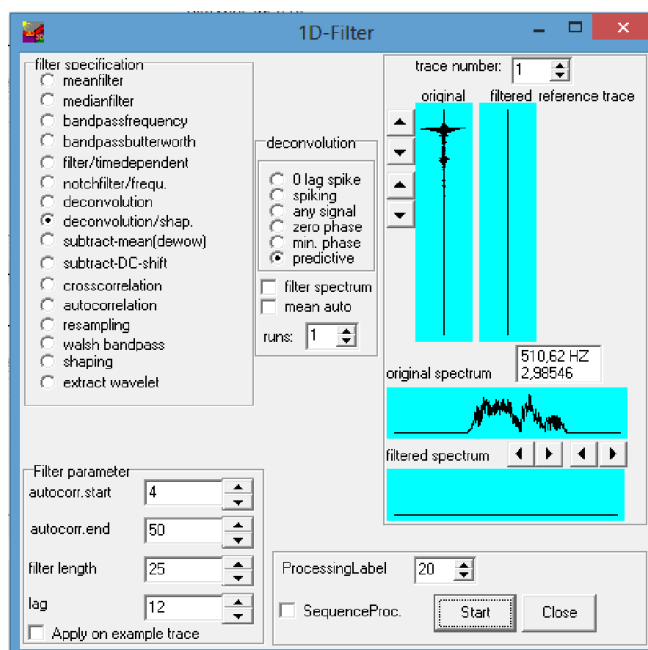 1D-Filter
filter specification
meanfilter
medianfilter
bandpassfrequency
bandpassbutterworth
filter/timedependent
notchfilter/frequ.
deconvolution
deconvolution/shap.
subtract-mean(dewow)
subtract-DC-shift
crosscorrelation
autocorrelation
resampling
walsh bandpass
shaping
extract wavelet
deconvolution
0 lag spike
spiking
any signal
zero phase
min. phase
predictive
filter spectrum
mean auto
runs: 1
trace number: 1
original filtered reference trace
original spectrum
510,62 HZ
2,98546
filtered spectrum
Filter parameter
autocorr.start 4
autocorr.end 50
filter length 25
lag 12
Apply on example trace
ProcessingLabel 20
SequenceProc. Start Close